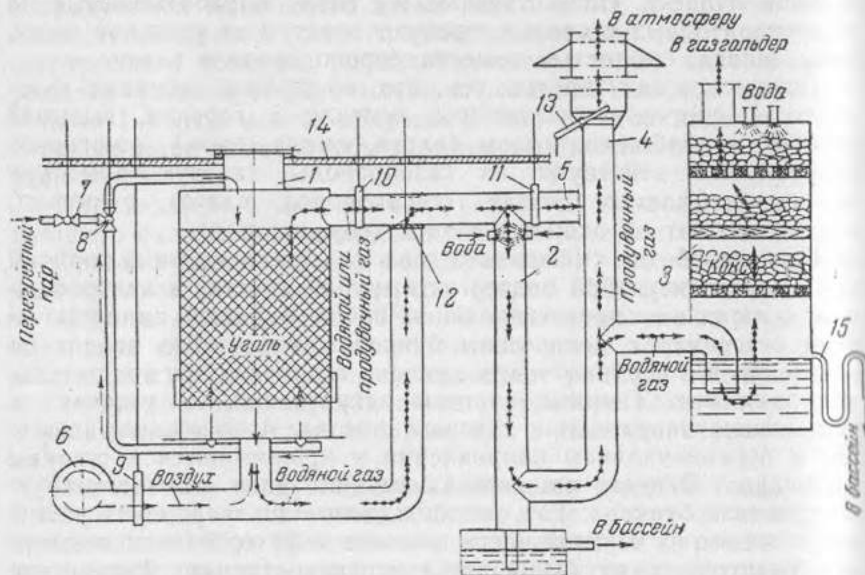 В атмосферу
В газгольдер
Вода
13
14
4
7
1
10
11
5
8
Перегретый
пар
Вода
2
Продувочный
газ
3
Кокс
12
Водяной или
продувочный газ
Уголь
15
Водяной
газ
6
9
Воздух
Водяной газ
В бассейн
В бассейн